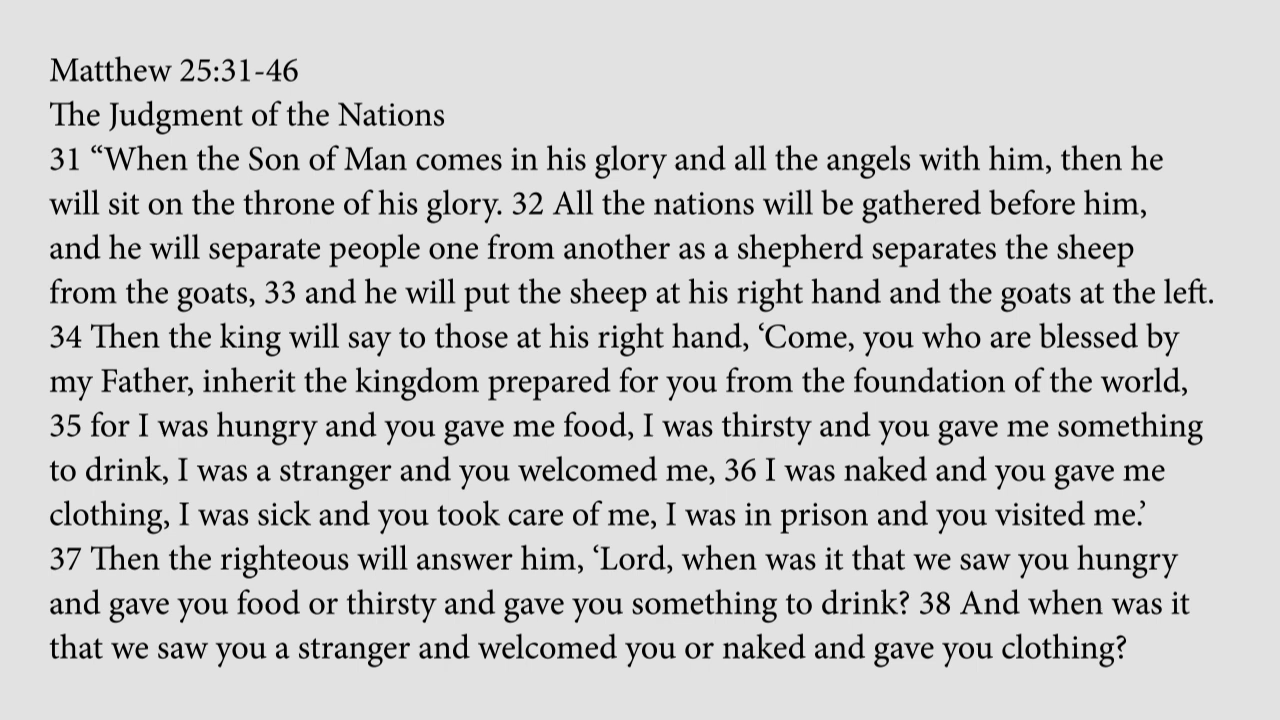 Matthew 25:31-46
The Judgment of the Nations
31 “When the Son of Man comes in his glory and all the angels with him, then he
will sit on the throne of his glory. 32 All the nations will be gathered before him,
and he will separate people one from another as a shepherd separates the sheep
from the goats, 33 and he will put the sheep at his right hand and the goats at the left.
34 Then the king will say to those at his right hand, ‘Come, you who are blessed by
my Father, inherit the kingdom prepared for you from the foundation of the world,
35 for I was hungry and you gave me food, I was thirsty and you gave me something
to drink, I was a stranger and you welcomed me, 36 I was naked and you gave me
clothing, I was sick and you took care of me, I was in prison and you visited me.’
37 Then the righteous will answer him, ‘Lord, when was it that we saw you hungry
and gave you food or thirsty and gave you something to drink? 38 And when was it
that we saw you a stranger and welcomed you or naked and gave you clothing?